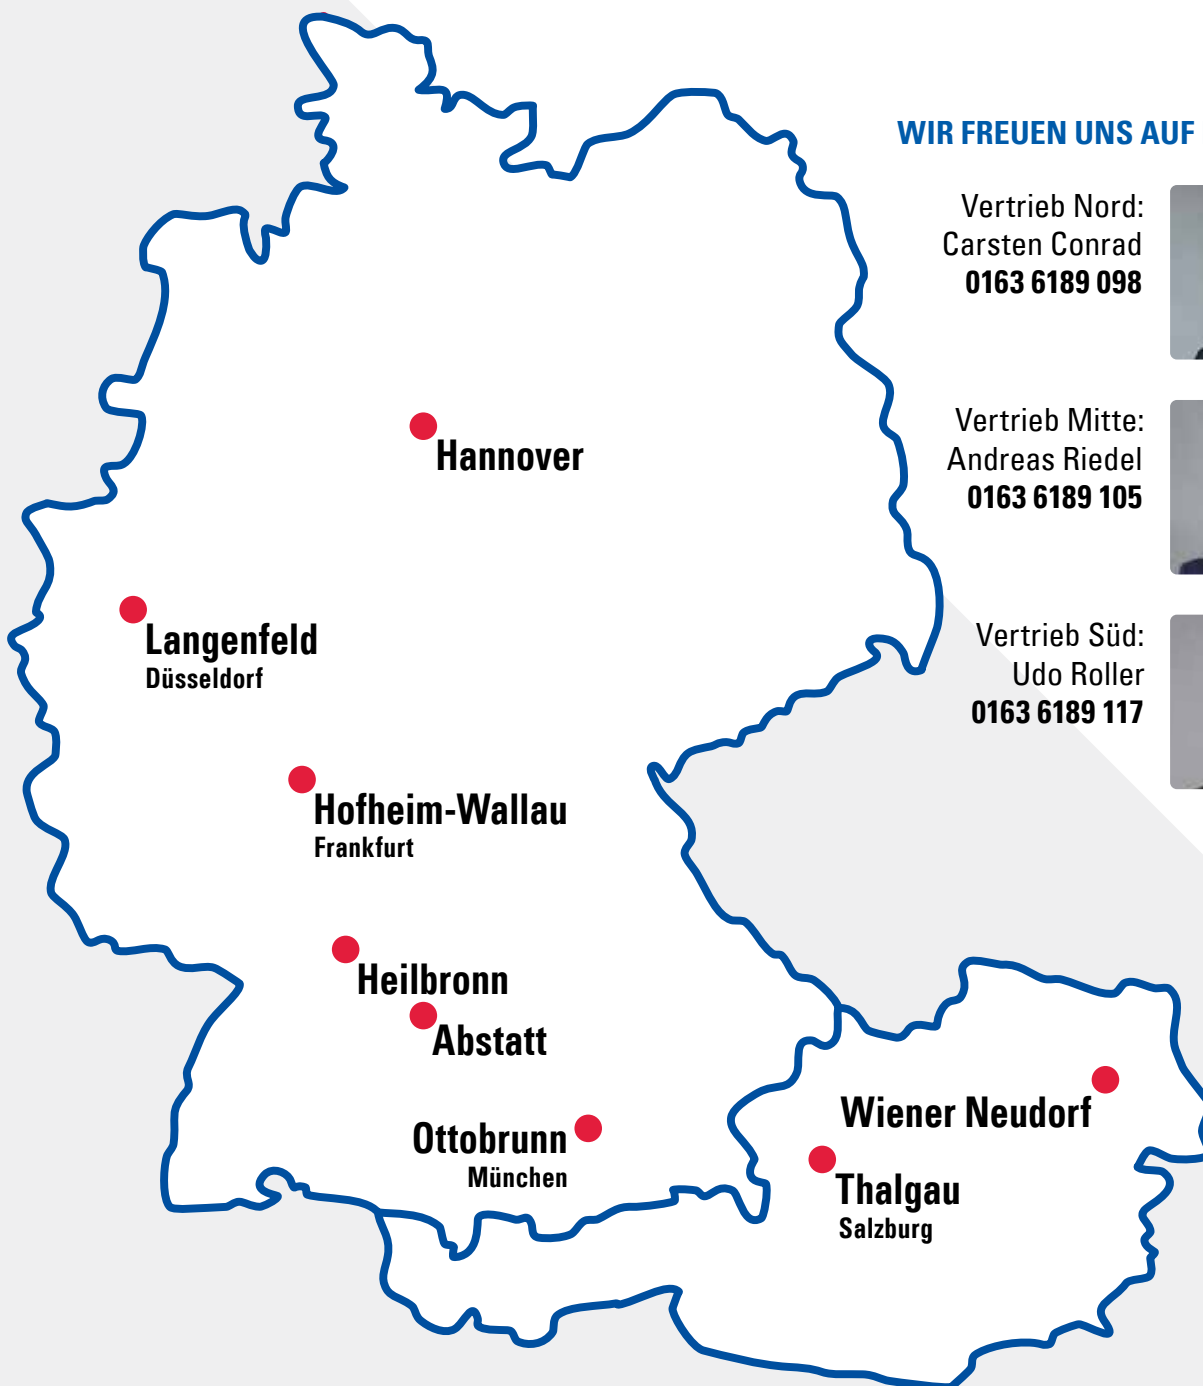 WIR FREUEN UNS AUF
Vertrieb Nord:
Carsten Conrad
0163 6189 098
Vertrieb Mitte:
Andreas Riedel
0163 6189 105
Vertrieb Süd:
Udo Roller
0163 6189 117
Hannover
Langenfeld
Düsseldorf
Hofheim-Wallau
Frankfurt
Heilbronn
Abstatt
Ottobrunn
München
Wiener Neudorf
Thalgau
Salzburg